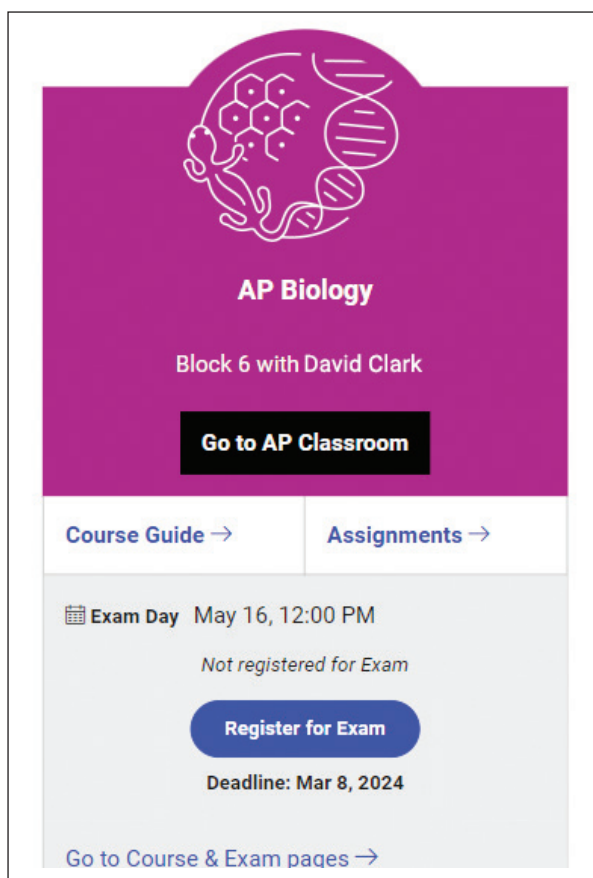 AP Biology
Block 6 with David Clark
Go to AP Classroom
Course Guide →
Assignments →
Exam Day May 16, 12:00 PM
Not registered for Exam
Register for Exam
Deadline: Mar 8, 2024
Go to Course & Exam pages →